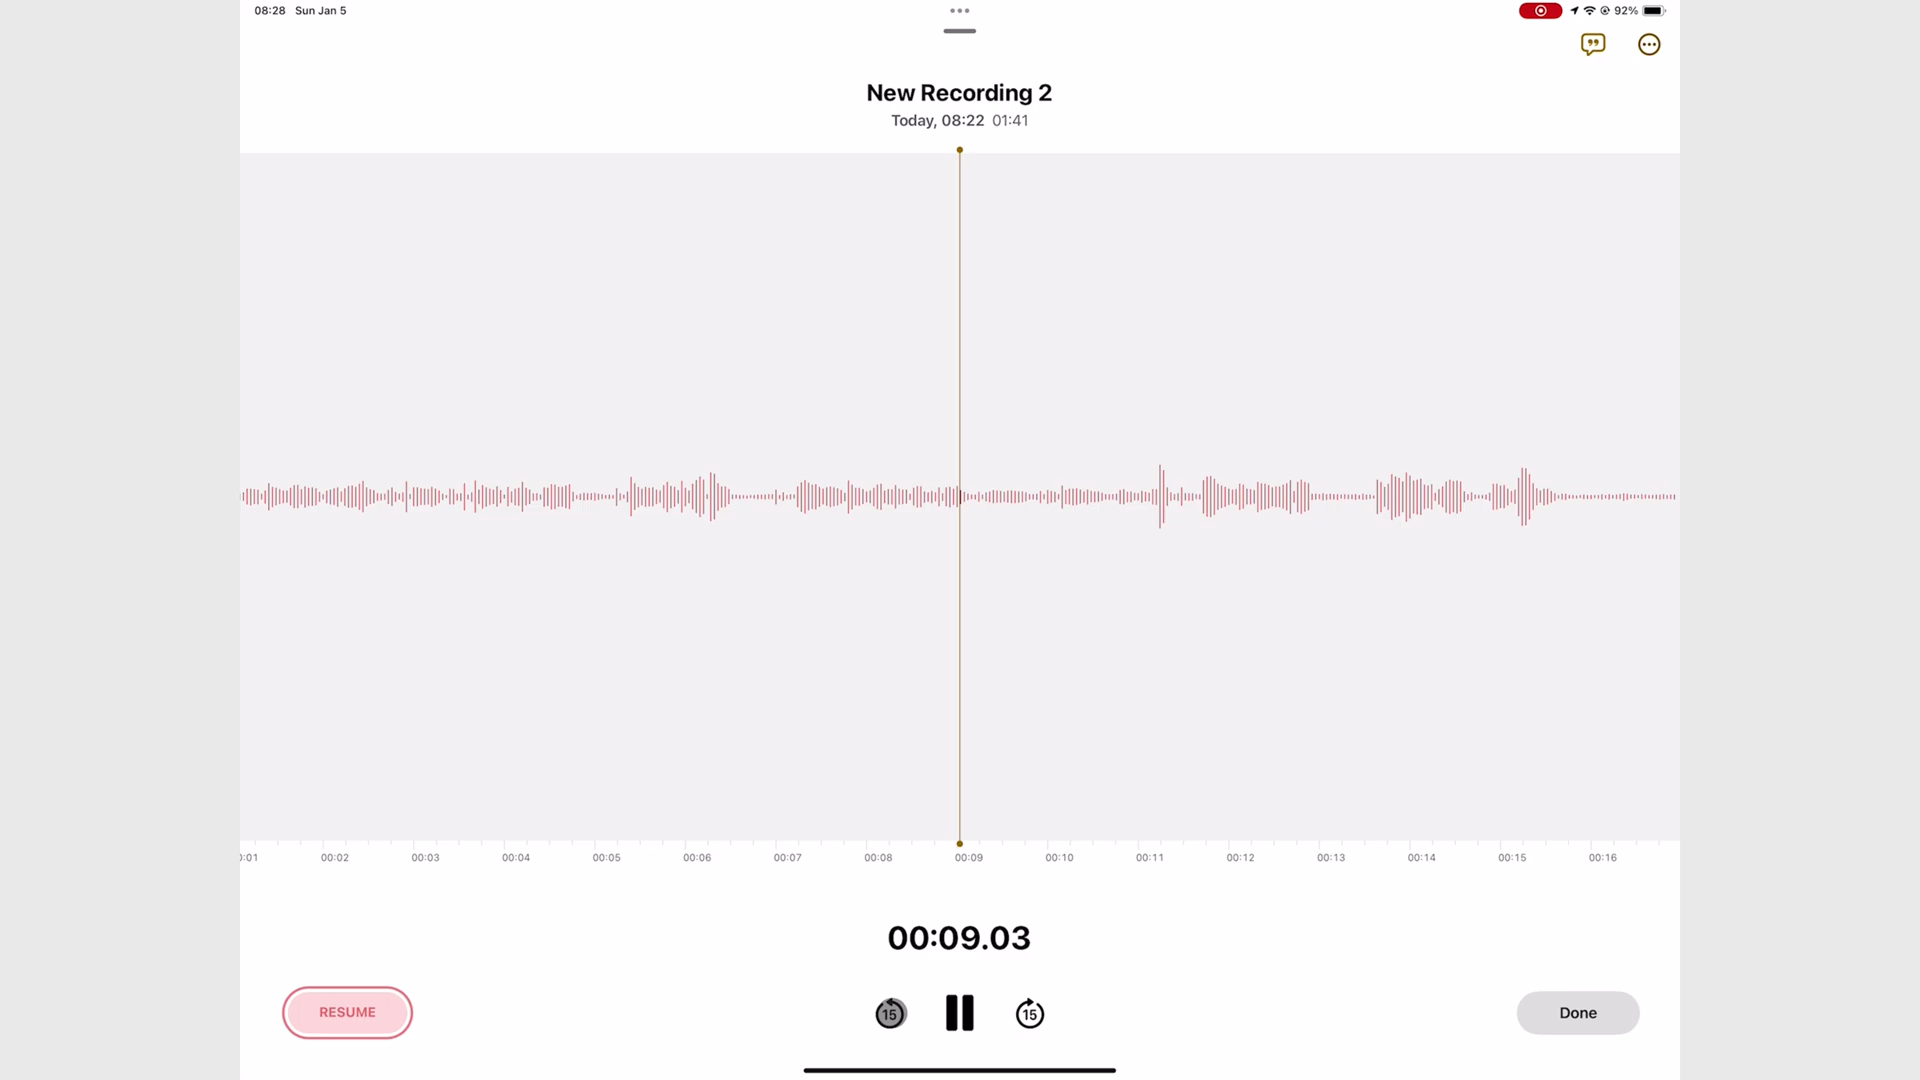 08:28 Sun Jan 5
92%
New Recording 2
Today, 08:22 01:41
0:01 00:02 00:03 00:04 00:05 00:06 00:07 00:08 00:09 00:10 00:11 00:12 00:13 00:14 00:15 00:16
00:09.03
RESUME 15 15 Done